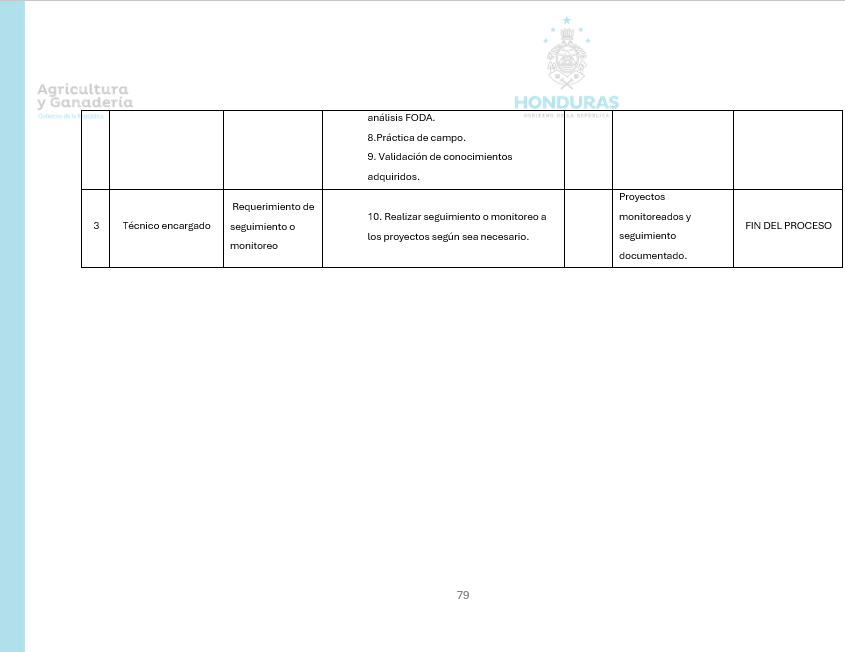 Agricultura
y Ganadería
Gobierno de la República
HONDURAS
GOBIERNO DE LA REPÚBLICA
análisis FODA.
8.Práctica de campo.
9. Validación de conocimientos
adquiridos.
3
Técnico encargado
Requerimiento de
seguimiento o
monitoreo
10. Realizar seguimiento o monitoreo a
los proyectos según sea necesario.
Proyectos
monitoreados y
seguimiento
documentado.
FIN DEL PROCESO
79